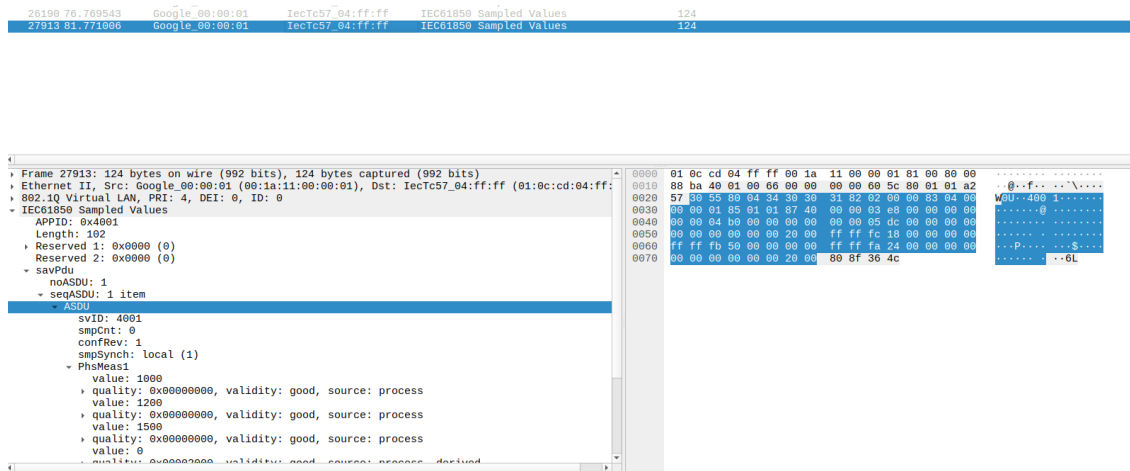 26190 76.769543 Google_00:00:01 IecTc57_04:ff:ff IEC61850 Sampled Values 124
27913 81.771006 Google_00:00:01 IecTc57_04:ff:ff IEC61850 Sampled Values 124
Frame 27913: 124 bytes on wire (992 bits), 124 bytes captured (992 bits)
Ethernet II, Src: Google_00:00:01 (00:1a:11:00:00:01), Dst: IecTc57_04:ff:ff (01:0c:cd:04:ff:
802.1Q Virtual LAN, PRI: 4, DEI: 0, ID: 0
IEC61850 Sampled Values
APPID: 0x4001
Length: 102
Reserved 1: 0x0000 (0)
Reserved 2: 0x0000 (0)
savPdu
noASDU: 1
seqASDU: 1 item
ASDU
svID: 4001
smpCnt: 0
confRev: 1
smpSynch: local (1)
PhsMeas1
value: 1000
quality: 0x00000000, validity: good, source: process
value: 1200
quality: 0x00000000, validity: good, source: process
value: 1500
quality: 0x00000000, validity: good, source: process
value: 0
quality: 0x00002000, validity: good, source: process, derived
0000 01 0c cd 04 ff ff 00 1a 11 00 00 01 81 00 80 00 ········ ········
0010 88 ba 40 01 00 66 00 00 00 00 60 5c 80 01 01 a2 ··@··f·· ··`\····
0020 57 30 55 80 04 34 30 30 31 82 02 00 00 83 04 00 W0U··400 1·······
0030 00 00 01 85 01 01 87 40 00 00 03 e8 00 00 00 00 ·······@ ········
0040 00 00 04 b0 00 00 00 00 00 00 05 dc 00 00 00 00 ········ ········
0050 00 00 00 00 00 00 20 00 ff ff fc 18 00 00 00 00 ······ · ········
0060 ff ff fb 50 00 00 00 00 ff ff fa 24 00 00 00 00 ···P···· ···$····
0070 00 00 00 00 00 00 20 00 80 8f 36 4c ······ · ··6L